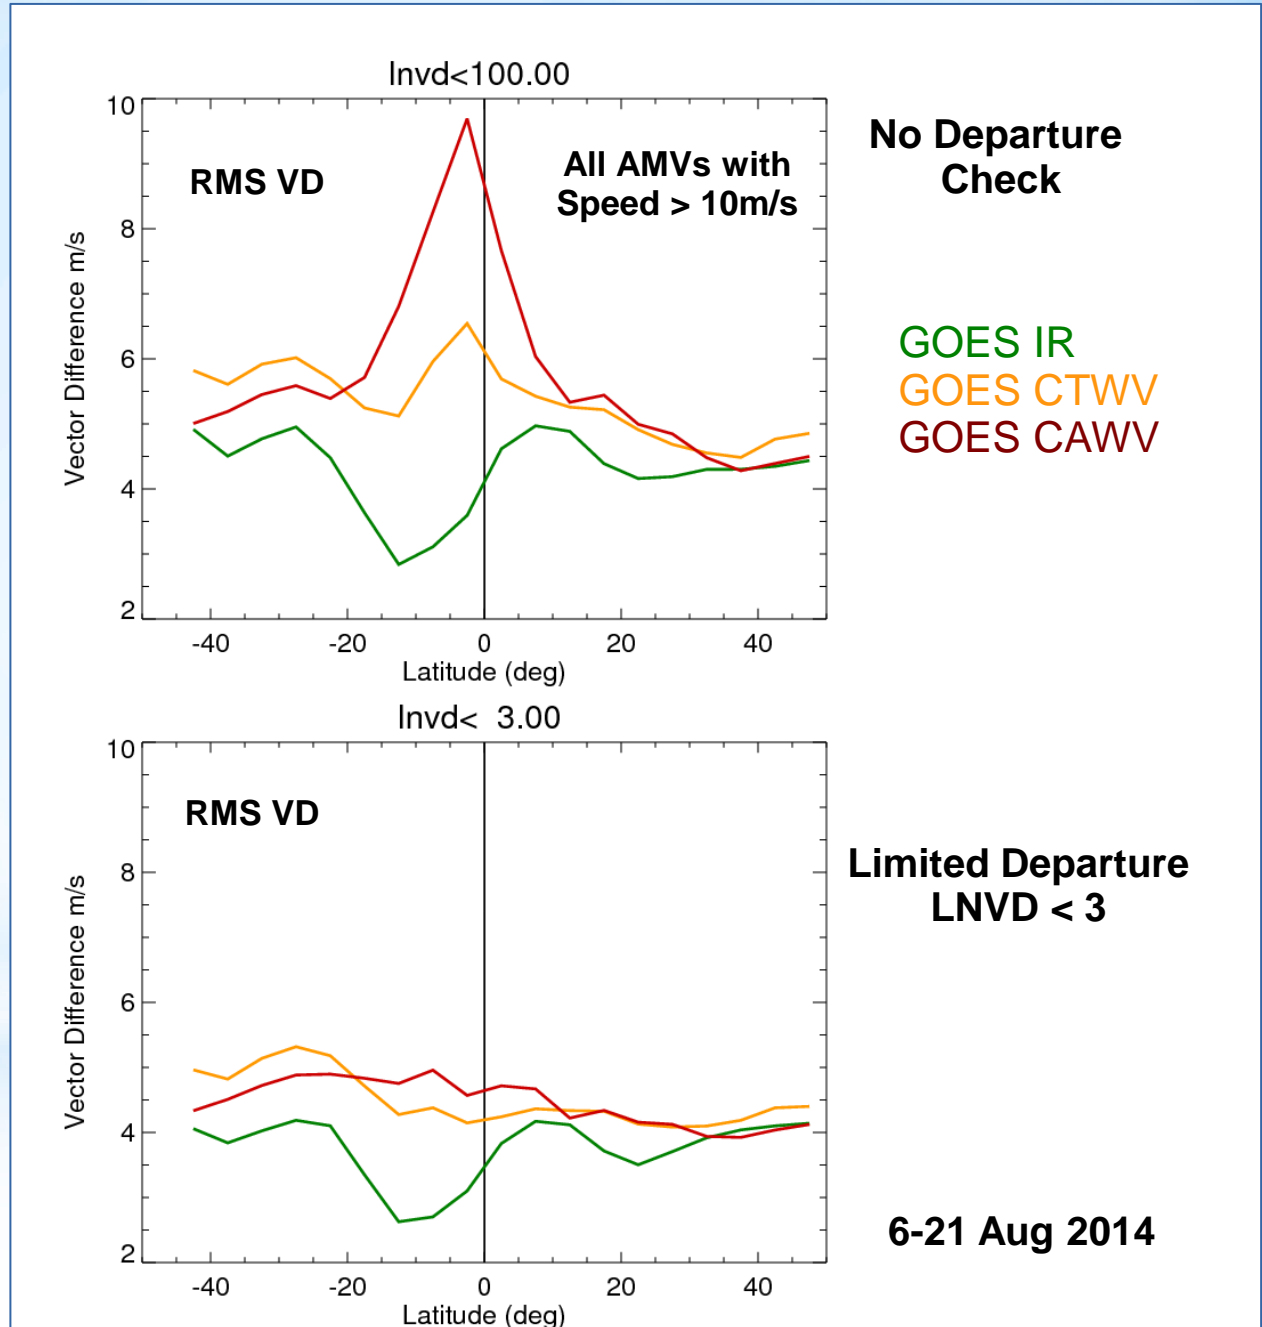 lnvd<100.00
RMS VD
All AMVs with
Speed > 10m/s
No Departure
Check
GOES IR
GOES CTWV
GOES CAWV
Vector Difference m/s
10
8
6
4
2
-40 -20 0 20 40
Latitude (deg)
lnvd<  3.00
RMS VD
Limited Departure
LNVD < 3
Vector Difference m/s
10
8
6
4
2
6-21 Aug 2014
-40 -20 0 20 40
Latitude (deg)